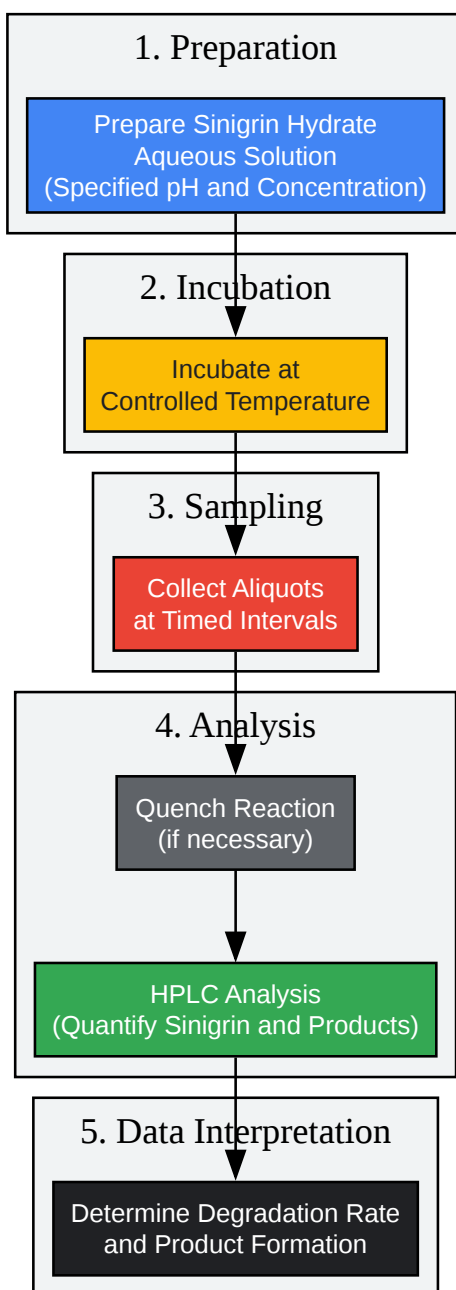 1. Preparation
Prepare Sinigrin Hydrate
Aqueous Solution
(Specified pH and Concentration)
2. Incubation
Incubate at
Controlled Temperature
3. Sampling
Collect Aliquots
at Timed Intervals
4. Analysis
Quench Reaction
(if necessary)
HPLC Analysis
(Quantify Sinigrin and Products)
5. Data Interpretation
Determine Degradation Rate
and Product Formation